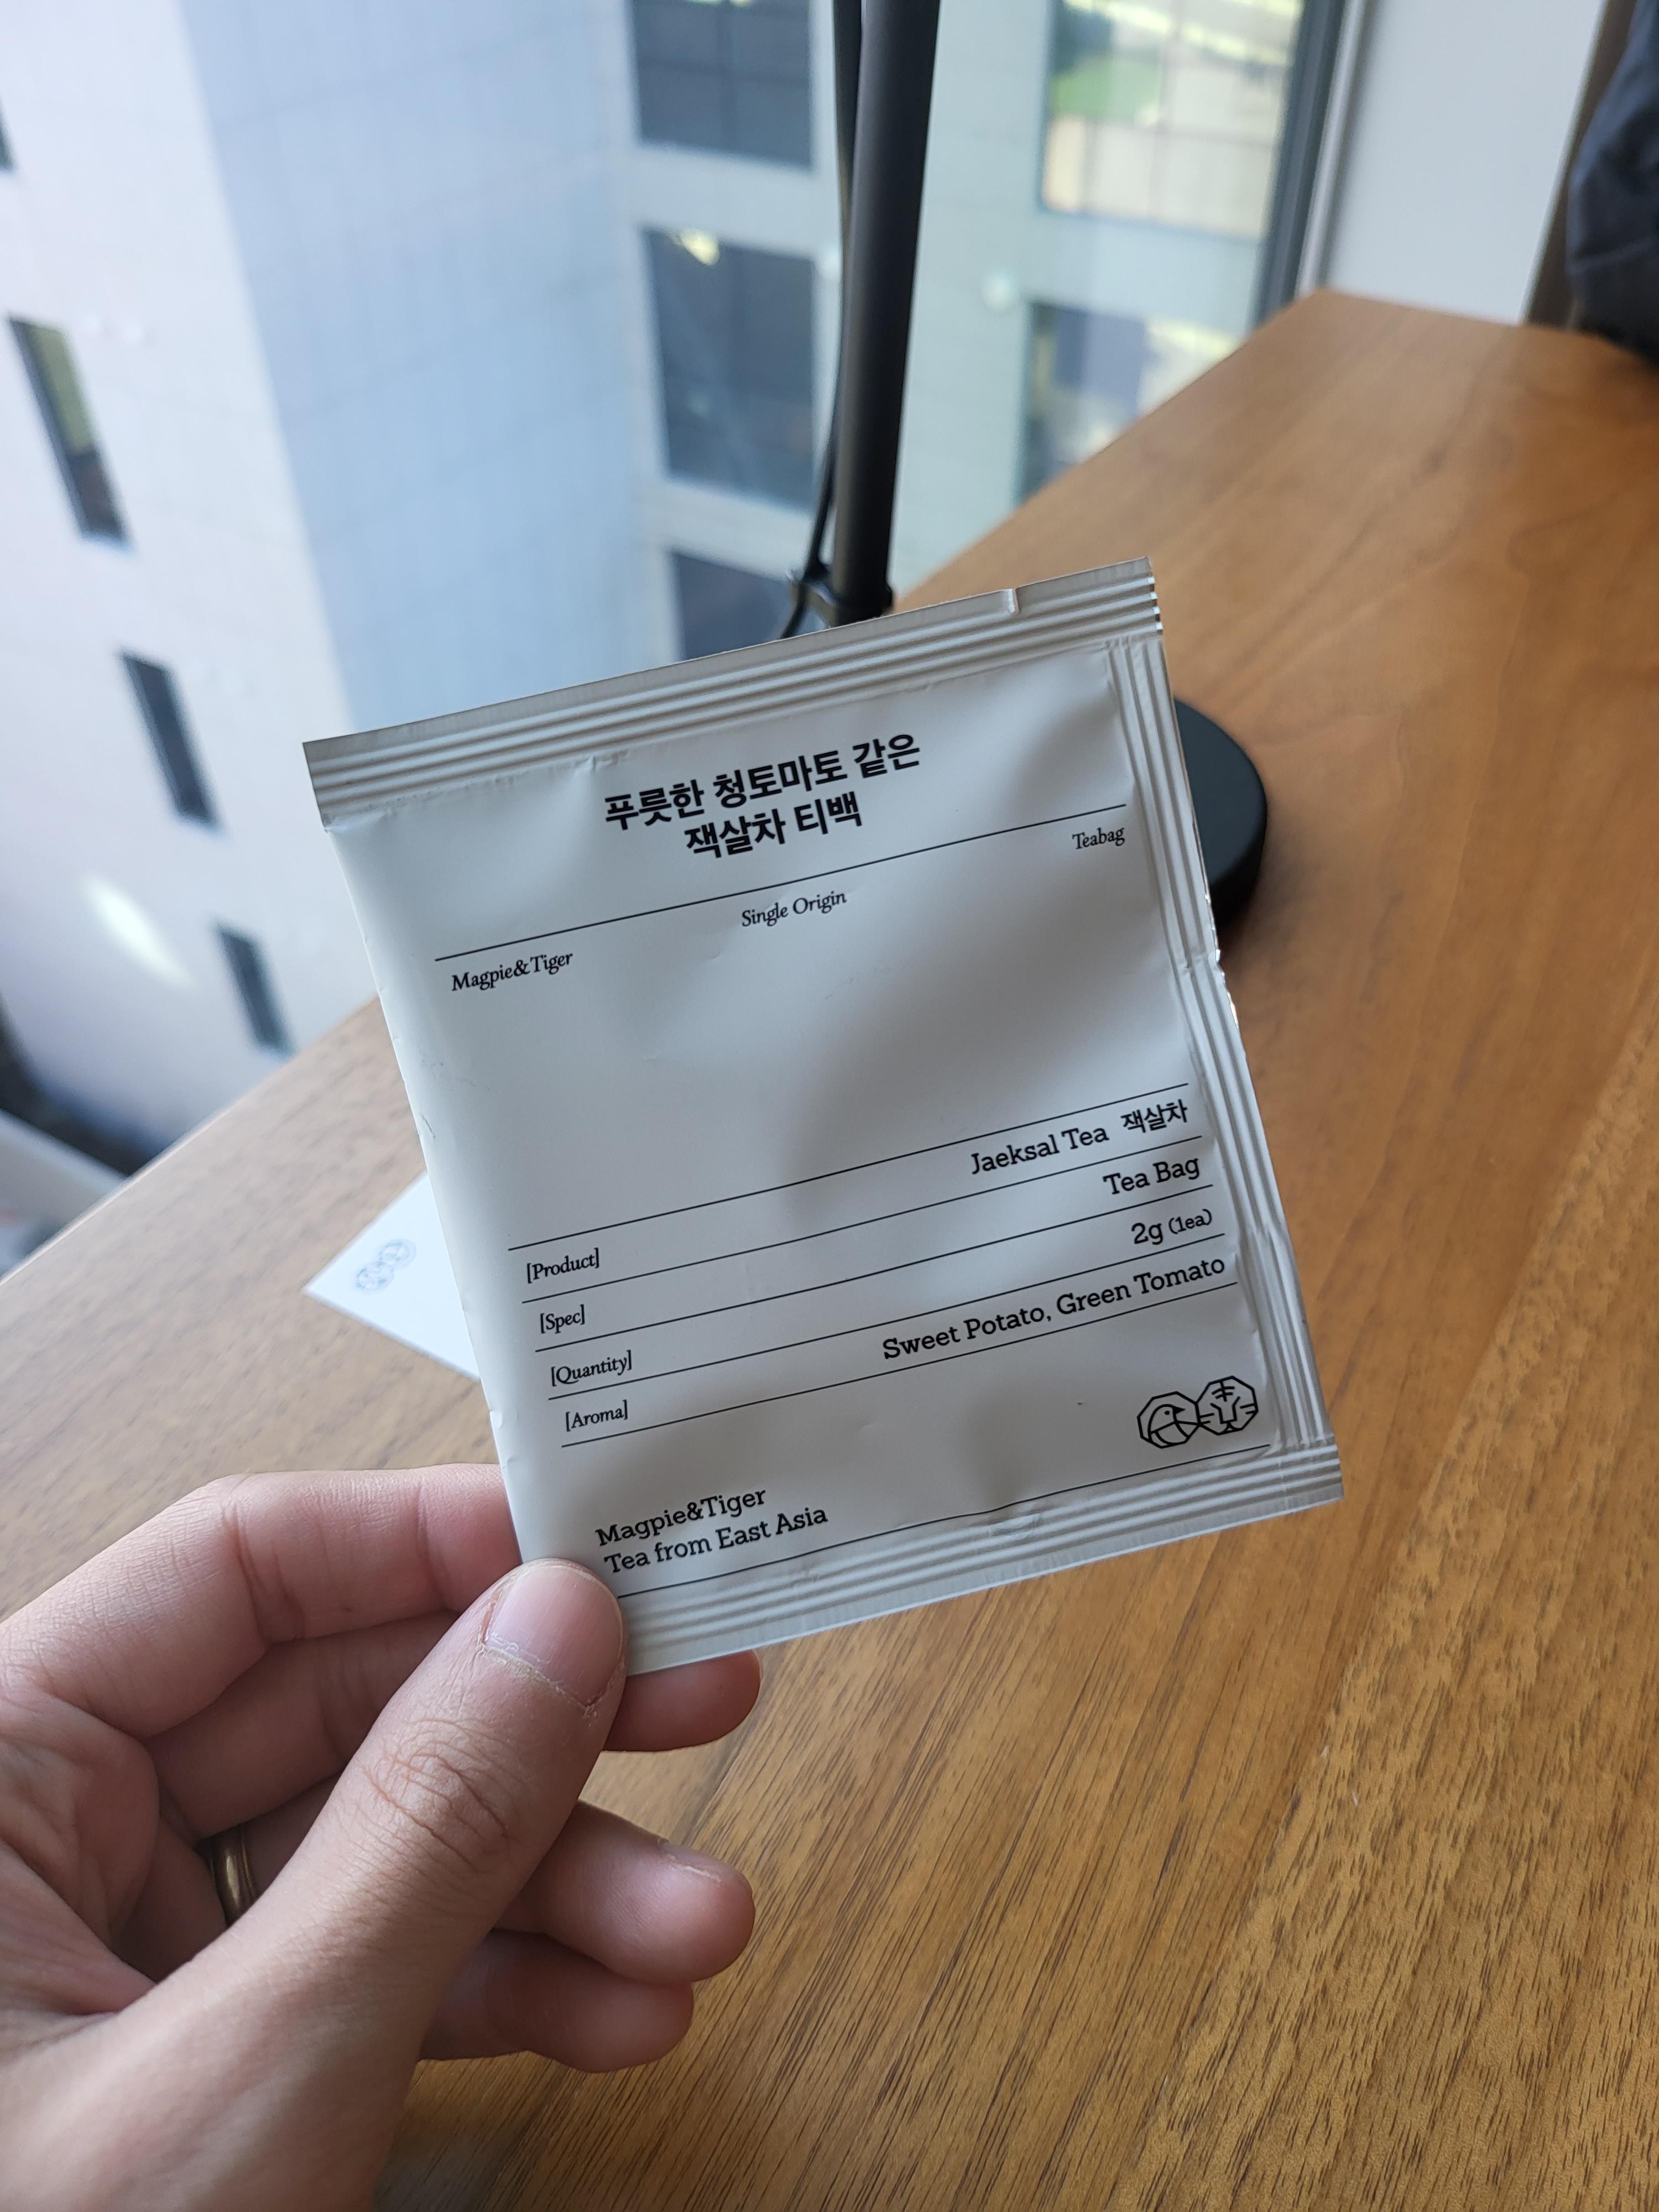 푸릇한 청토마토 같은
잭살차 티백
Magpie&Tiger Single Origin Teabag
[Product] Jaeksal Tea 잭살차
[Spec] Tea Bag
[Quantity] 2g (1ea)
[Aroma] Sweet Potato, Green Tomato
Magpie&Tiger
Tea from East Asia